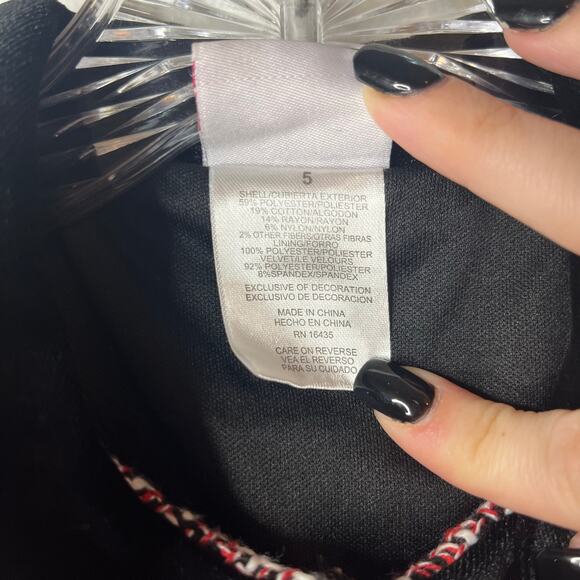 5
SHELL/CUBIERTA EXTERIOR
59% POLYESTER/POLIESTER
19% COTTON/ALGODON
14% RAYON/RAYON
6% NYLON/NYLON
2% OTHER FIBERS/OTRAS FIBRAS
LINING/FORRO
100% POLYESTER/POLIESTER
VELVET/LE VELOURS
92% POLYESTER/POLIESTER
8%SPANDEX/SPANDEX
EXCLUSIVE OF DECORATION
EXCLUSIVO DE DECORACION
MADE IN CHINA
HECHO EN CHINA
RN 16435
CARE ON REVERSE
VEA EL REVERSO
PARA SU CUIDADO